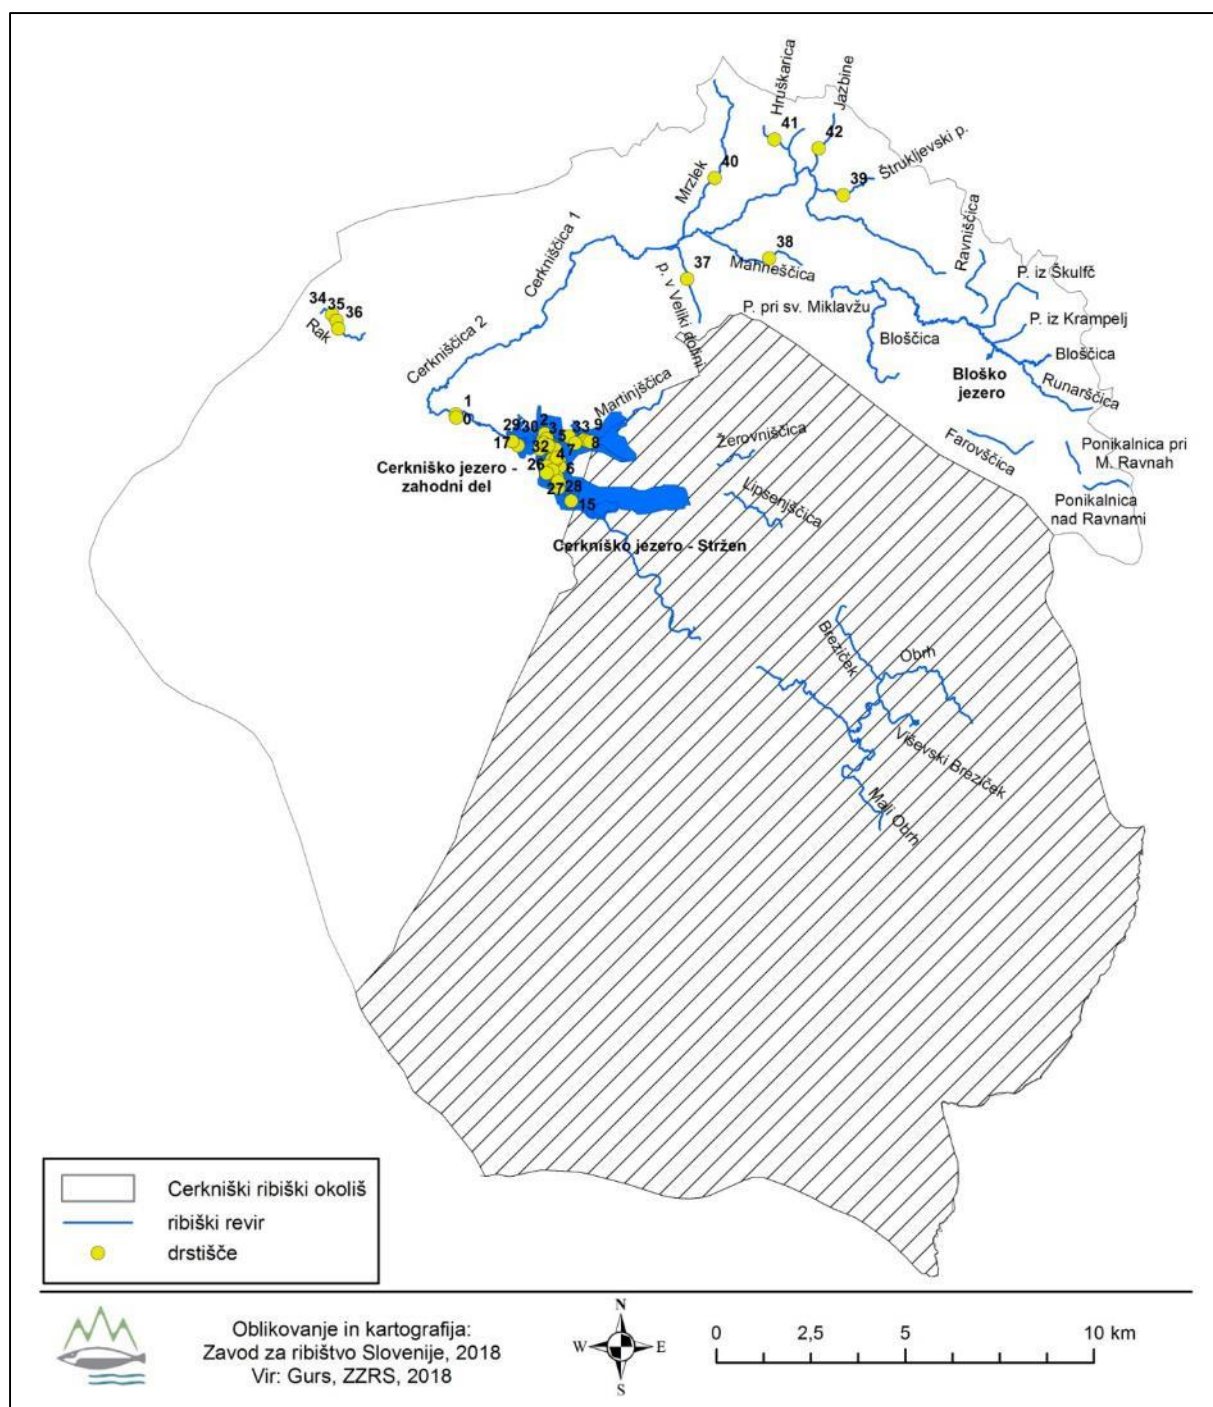 Hruškarica
Jazbine
41
42
Štrukljevski p.
39
40
Mrzlek
Ravniščica
38
Mahneščica
37
p. v Veliki dolini
P. iz Škulfč
P. pri sv. Miklavžu
P. iz Krampelj
Bloščica
Bloščica
Bloško
jezero
Runarščica
Cerkniščica 1
34
35
36
Rak
Cerkniščica 2
Martinjščica
1
0
29
30
2
3
33
9
17
32
5
7
8
26
4
6
27
28
15
Cerkniško jezero -
zahodni del
Žerovniščica
Farovščica
Ponikalnica pri
M. Ravnah
Lipsenjščica
Ponikalnica
nad Ravnami
Cerkniško jezero - Stržen
Breziček
Obrh
Viševski Breziček
Mali Obrh
Cerkniški ribiški okoliš
ribiški revir
drstišče
Oblikovanje in kartografija:
Zavod za ribištvo Slovenije, 2018
Vir: Gurs, ZZRS, 2018
N
W
E
S
0 2,5 5 10 km